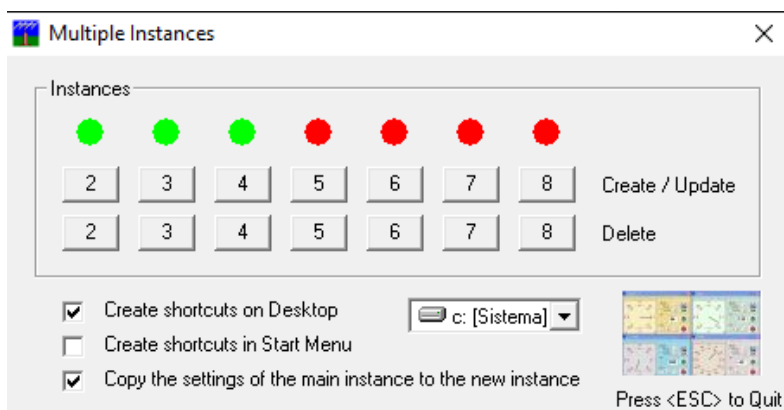 Multiple Instances
Instances
2 3 4 5 6 7 8 Create / Update
2 3 4 5 6 7 8 Delete
Create shortcuts on Desktop c: [Sistema]
Create shortcuts in Start Menu
Copy the settings of the main instance to the new instance
Press <ESC> to Quit